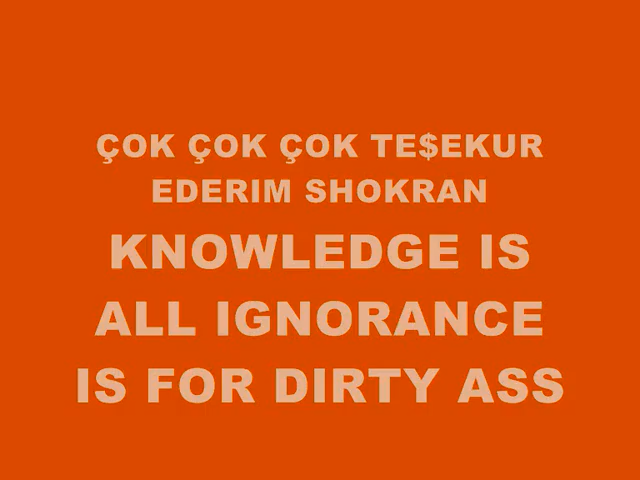 ÇOK ÇOK ÇOK TE$EKUR
EDERIM SHOKRAN
KNOWLEDGE IS
ALL IGNORANCE
IS FOR DIRTY ASS